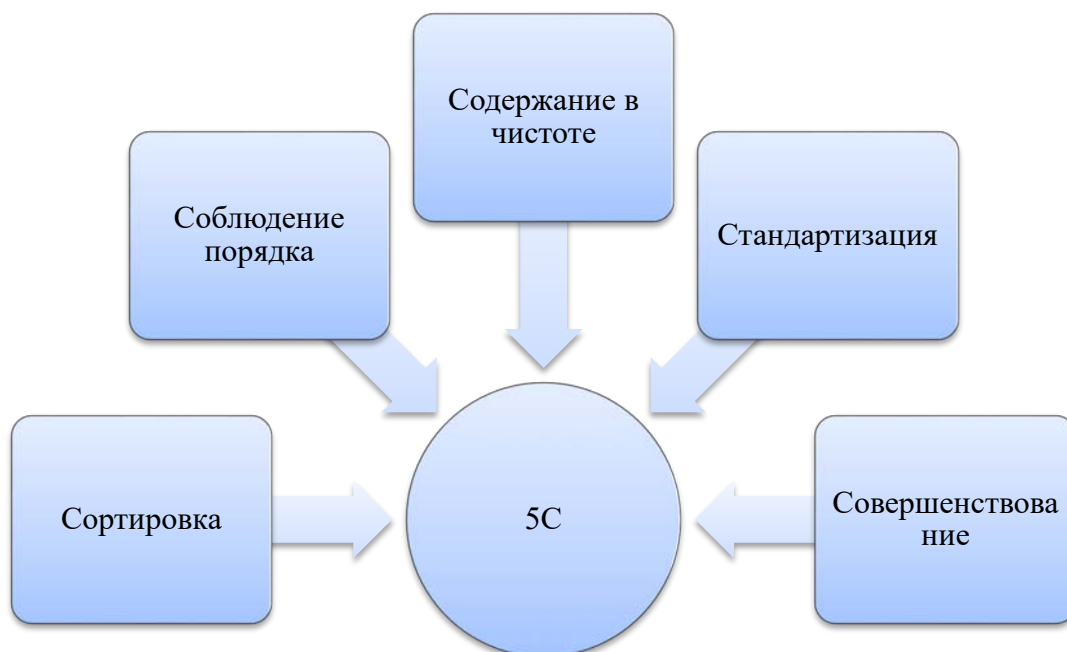 Содержание в
чистоте
Соблюдение
порядка
Стандартизация
Сортировка
5С
Совершенствова
ние